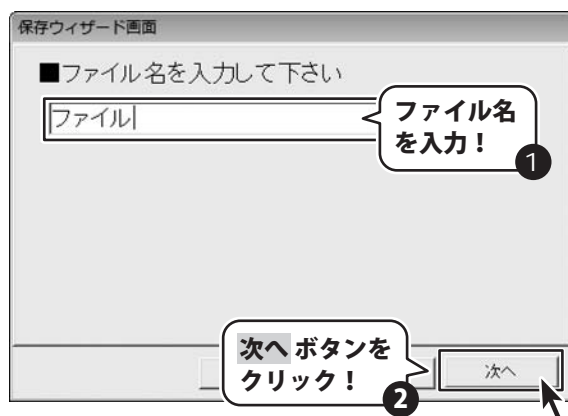 保存ウィザード画面
■ファイル名を入力して下さい
ファイル
ファイル名
を入力！
1
次へ ボタンを
クリック！
2
次へ